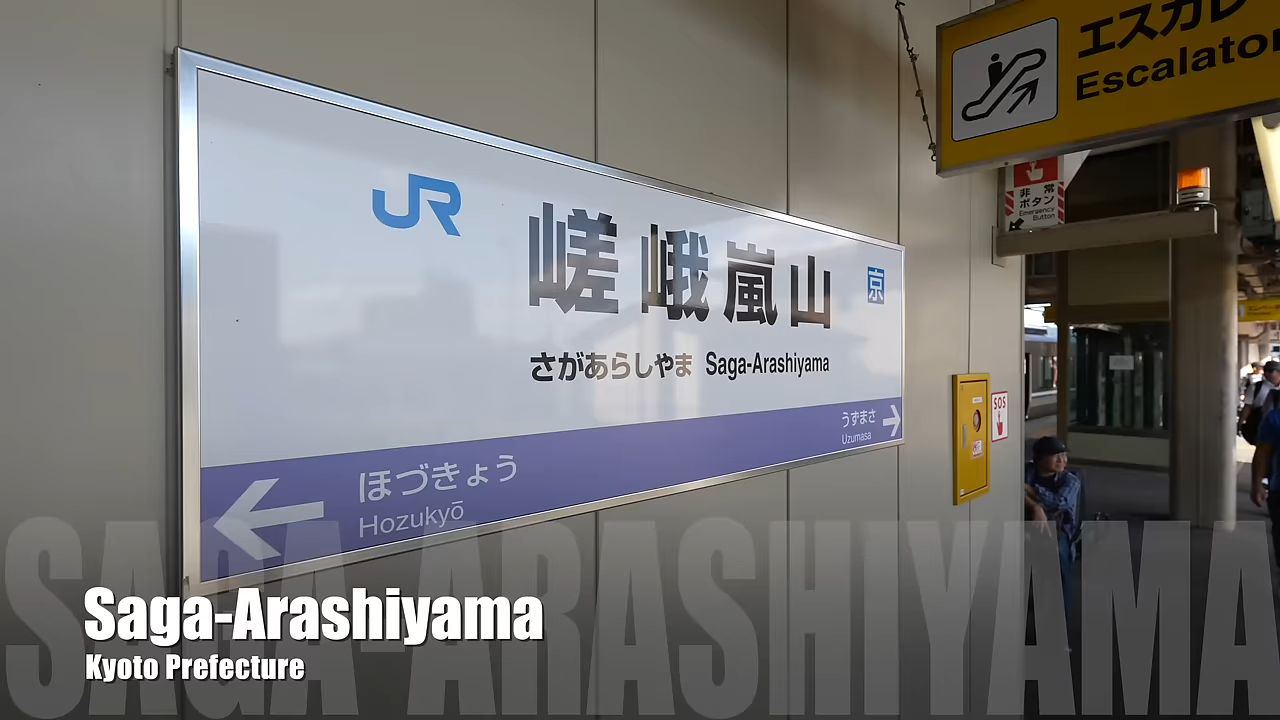 JR
嵯峨嵐山
京
さがあらしやま Saga-Arashiyama
ほづきょう
Hozukyō
うずまさ
Uzumasa
エスカレ
Escalator
非常
ボタン
Emergency
Button
SOS
SAGA-ARASHIYAMA
Saga-Arashiyama
Kyoto Prefecture